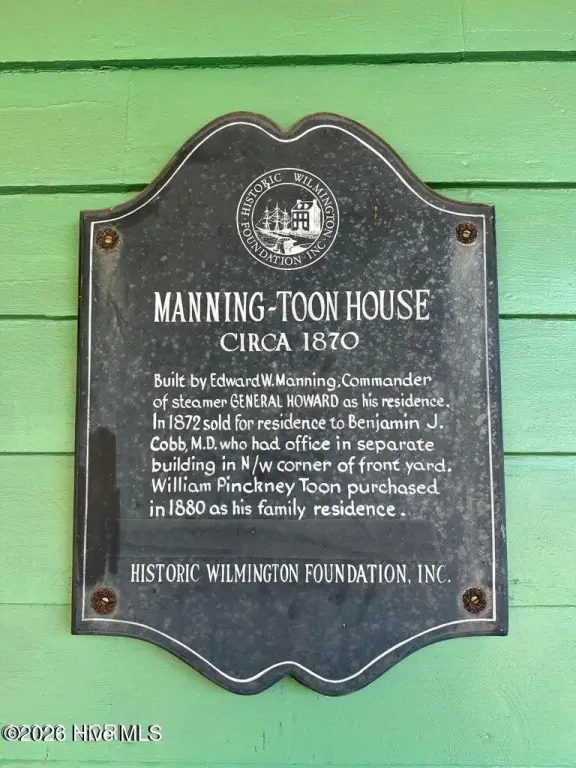 HISTORIC WILMINGTON
FOUNDATION INC
MANNING-TOON HOUSE
CIRCA 1870
Built by Edward W. Manning, Commander
of steamer GENERAL HOWARD as his residence.
In 1872 sold for residence to Benjamin J.
Cobb, M.D. who had office in separate
building in N/W corner of front yard.
William Pinckney Toon purchased
in 1880 as his family residence.
HISTORIC WILMINGTON FOUNDATION, INC.
©2026 MLS